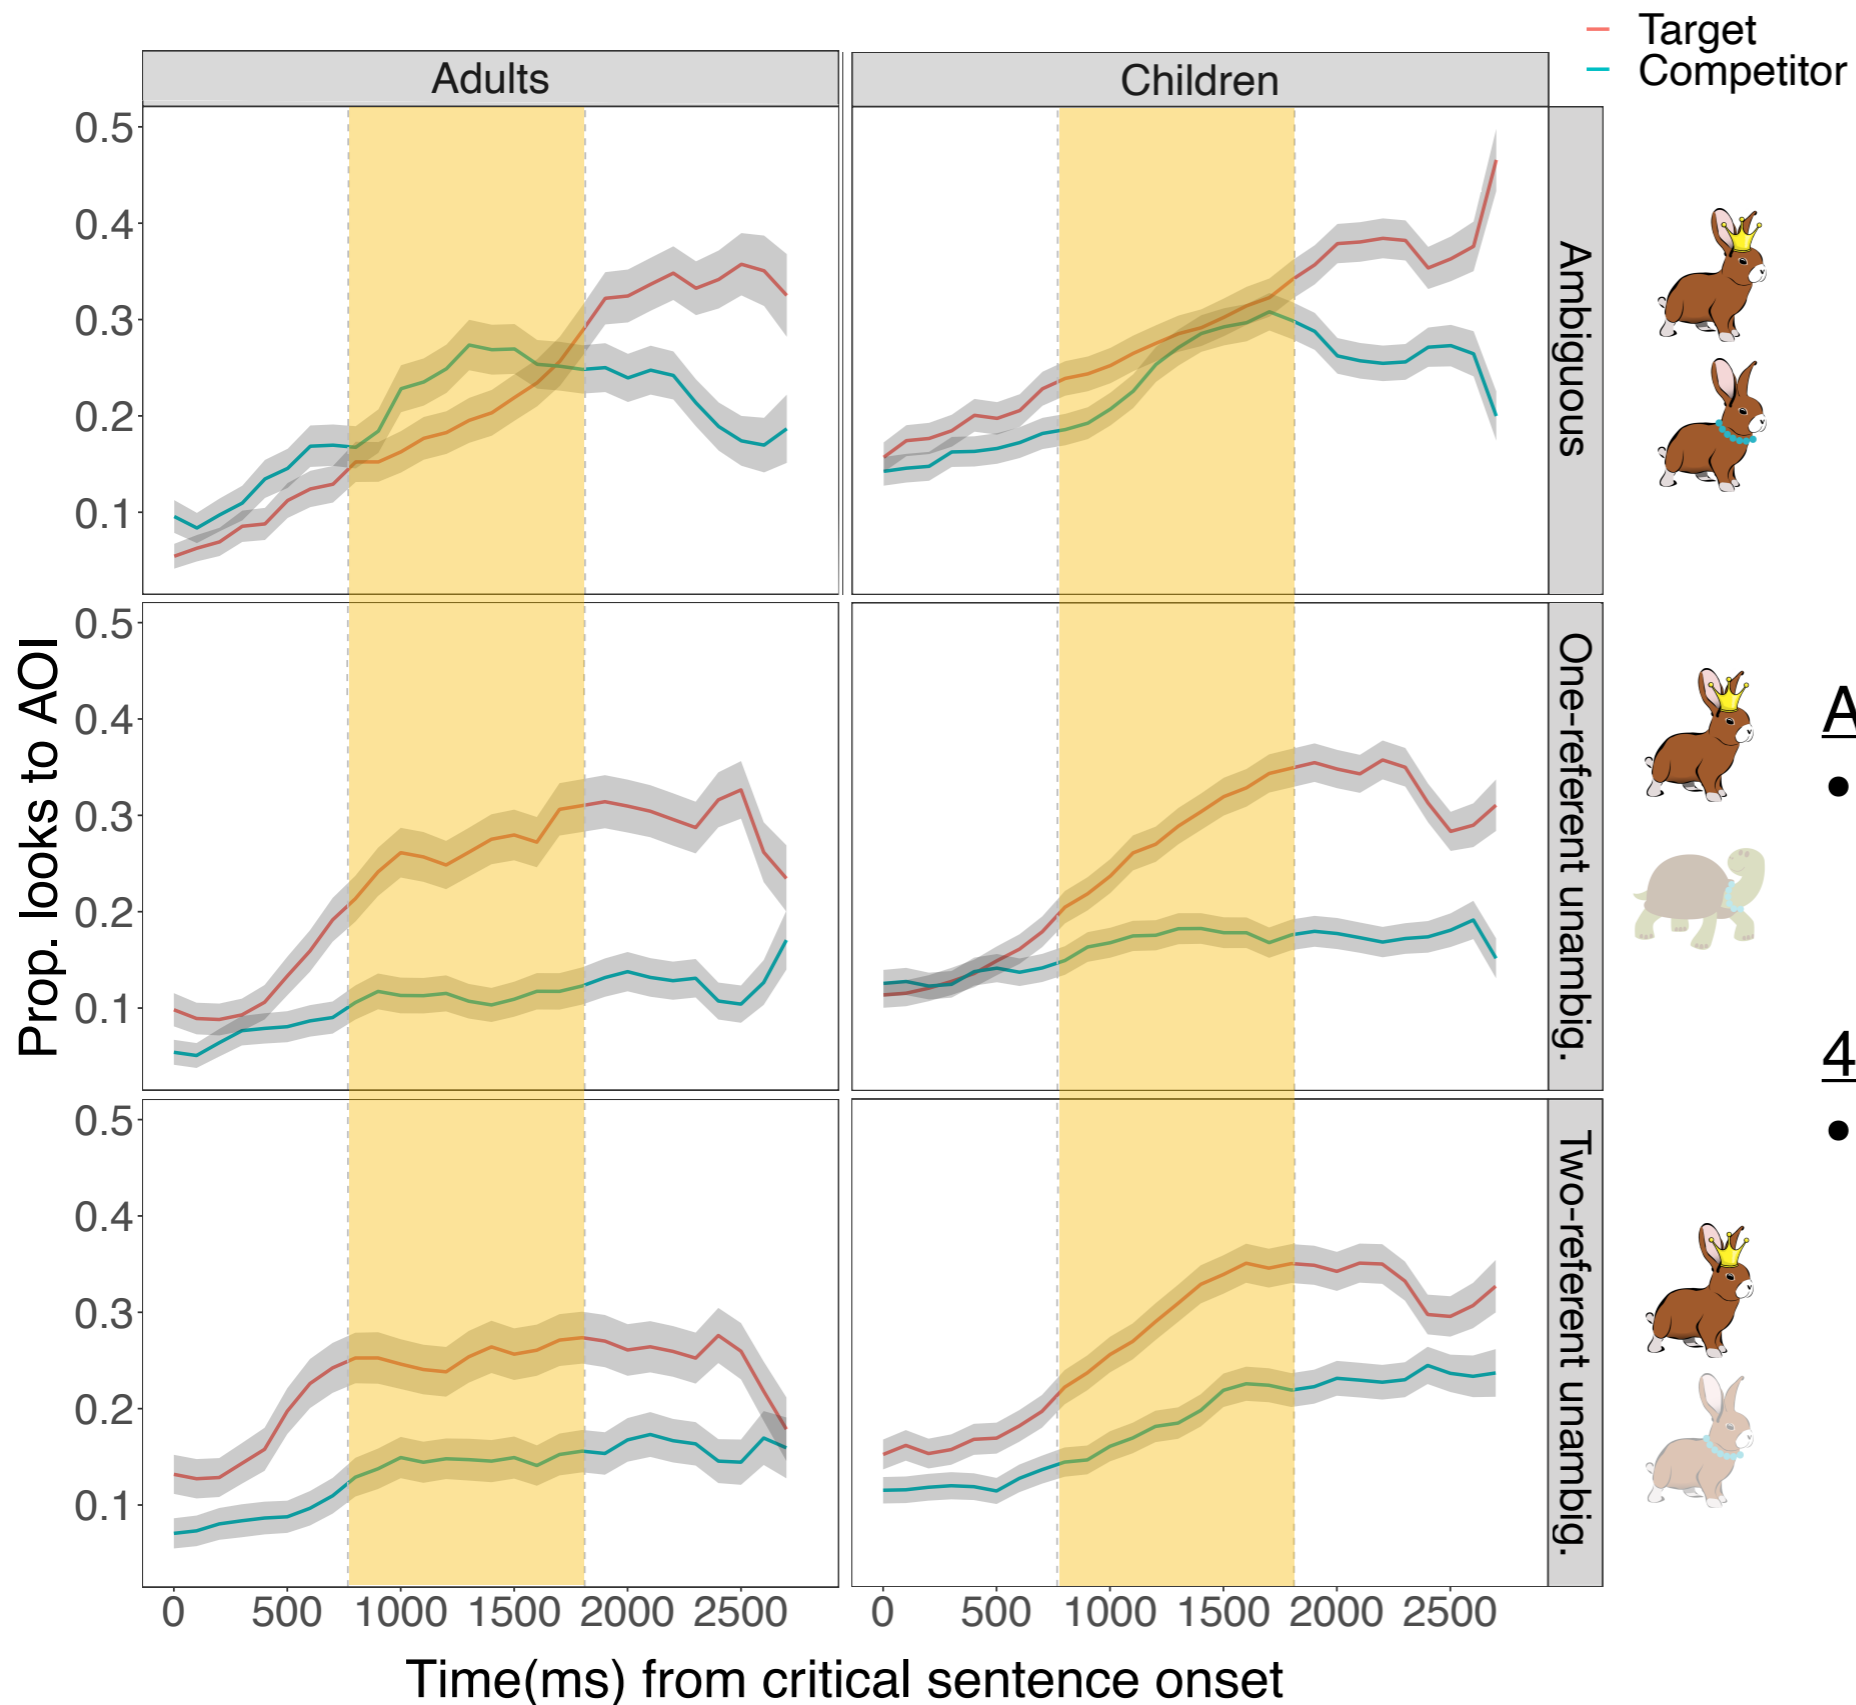 Target
Competitor
Adults
Children
Prop. looks to AOI
0.5
0.4
0.3
0.2
0.1
Ambiguous
0.5
0.4
0.3
0.2
0.1
One-referent unambig.
A
•
4
•
0.5
0.4
0.3
0.2
0.1
Two-referent unambig.
0 500 1000 1500 2000 2500
0 500 1000 1500 2000 2500
Time(ms) from critical sentence onset